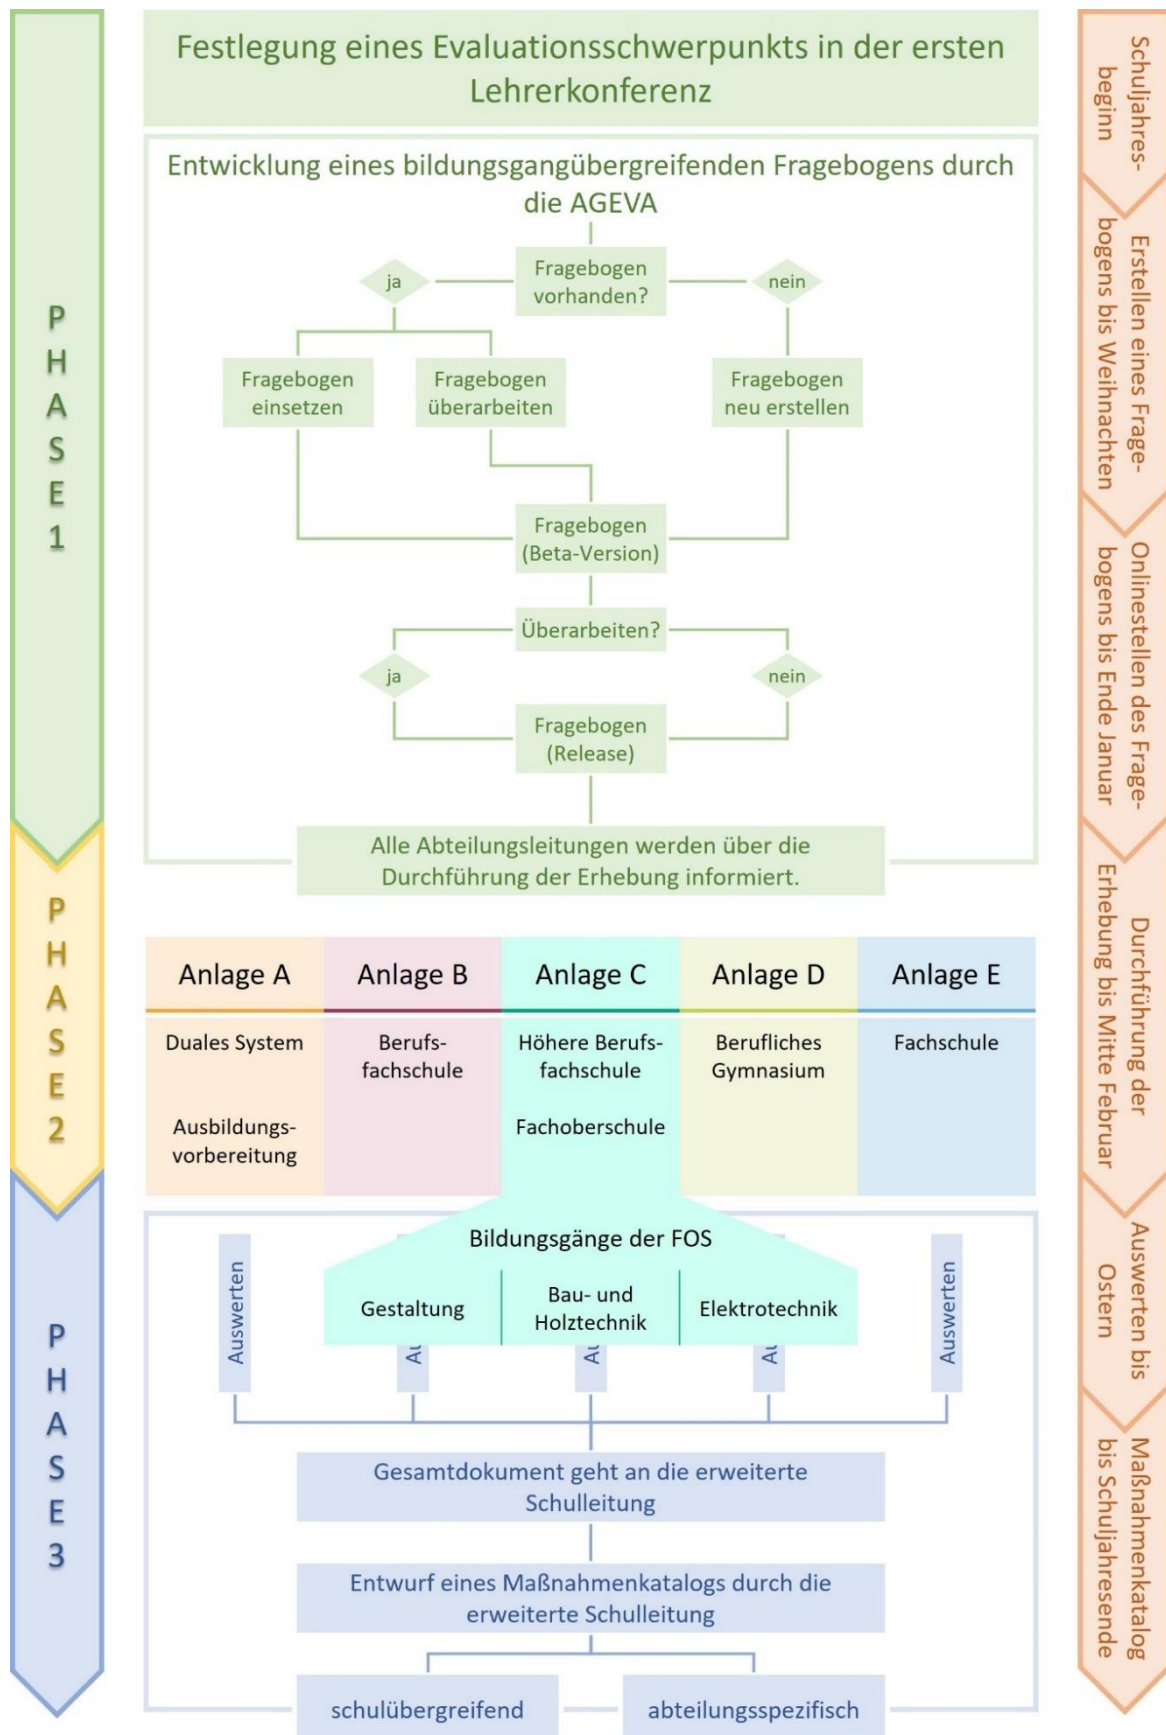 Festlegung eines Evaluationsschwerpunkts in der ersten
Lehrerkonferenz
Entwicklung eines bildungsgangübergreifenden Fragebogens durch
die AGEVA
Fragebogen
vorhanden?
ja
nein
Fragebogen
einsetzen
Fragebogen
überarbeiten
Fragebogen
neu erstellen
Fragebogen
(Beta-Version)
Überarbeiten?
ja
nein
Fragebogen
(Release)
Alle Abteilungsleitungen werden über die
Durchführung der Erhebung informiert.
PHASE 1
PHASE 2
PHASE 3
Anlage A
Anlage B
Anlage C
Anlage D
Anlage E
Duales System
Ausbildungs-
vorbereitung
Berufs-
fachschule
Höhere Berufs-
fachschule
Fachoberschule
Berufliches
Gymnasium
Fachschule
Bildungsgänge der FOS
Gestaltung
Bau- und
Holztechnik
Elektrotechnik
Auswerten
Au
Au
Au
Auswerten
Gesamtdokument geht an die erweiterte
Schulleitung
Entwurf eines Maßnahmenkatalogs durch die
erweiterte Schulleitung
schulübergreifend
abteilungsspezifisch
Schuljahres-
beginn
Erstellen eines Frage-
bogens bis Weihnachten
Onlinestellen des Frage-
bogens bis Ende Januar
Durchführung der
Erhebung bis Mitte Februar
Auswerten bis
Ostern
Maßnahmenkatalog
bis Schuljahresende